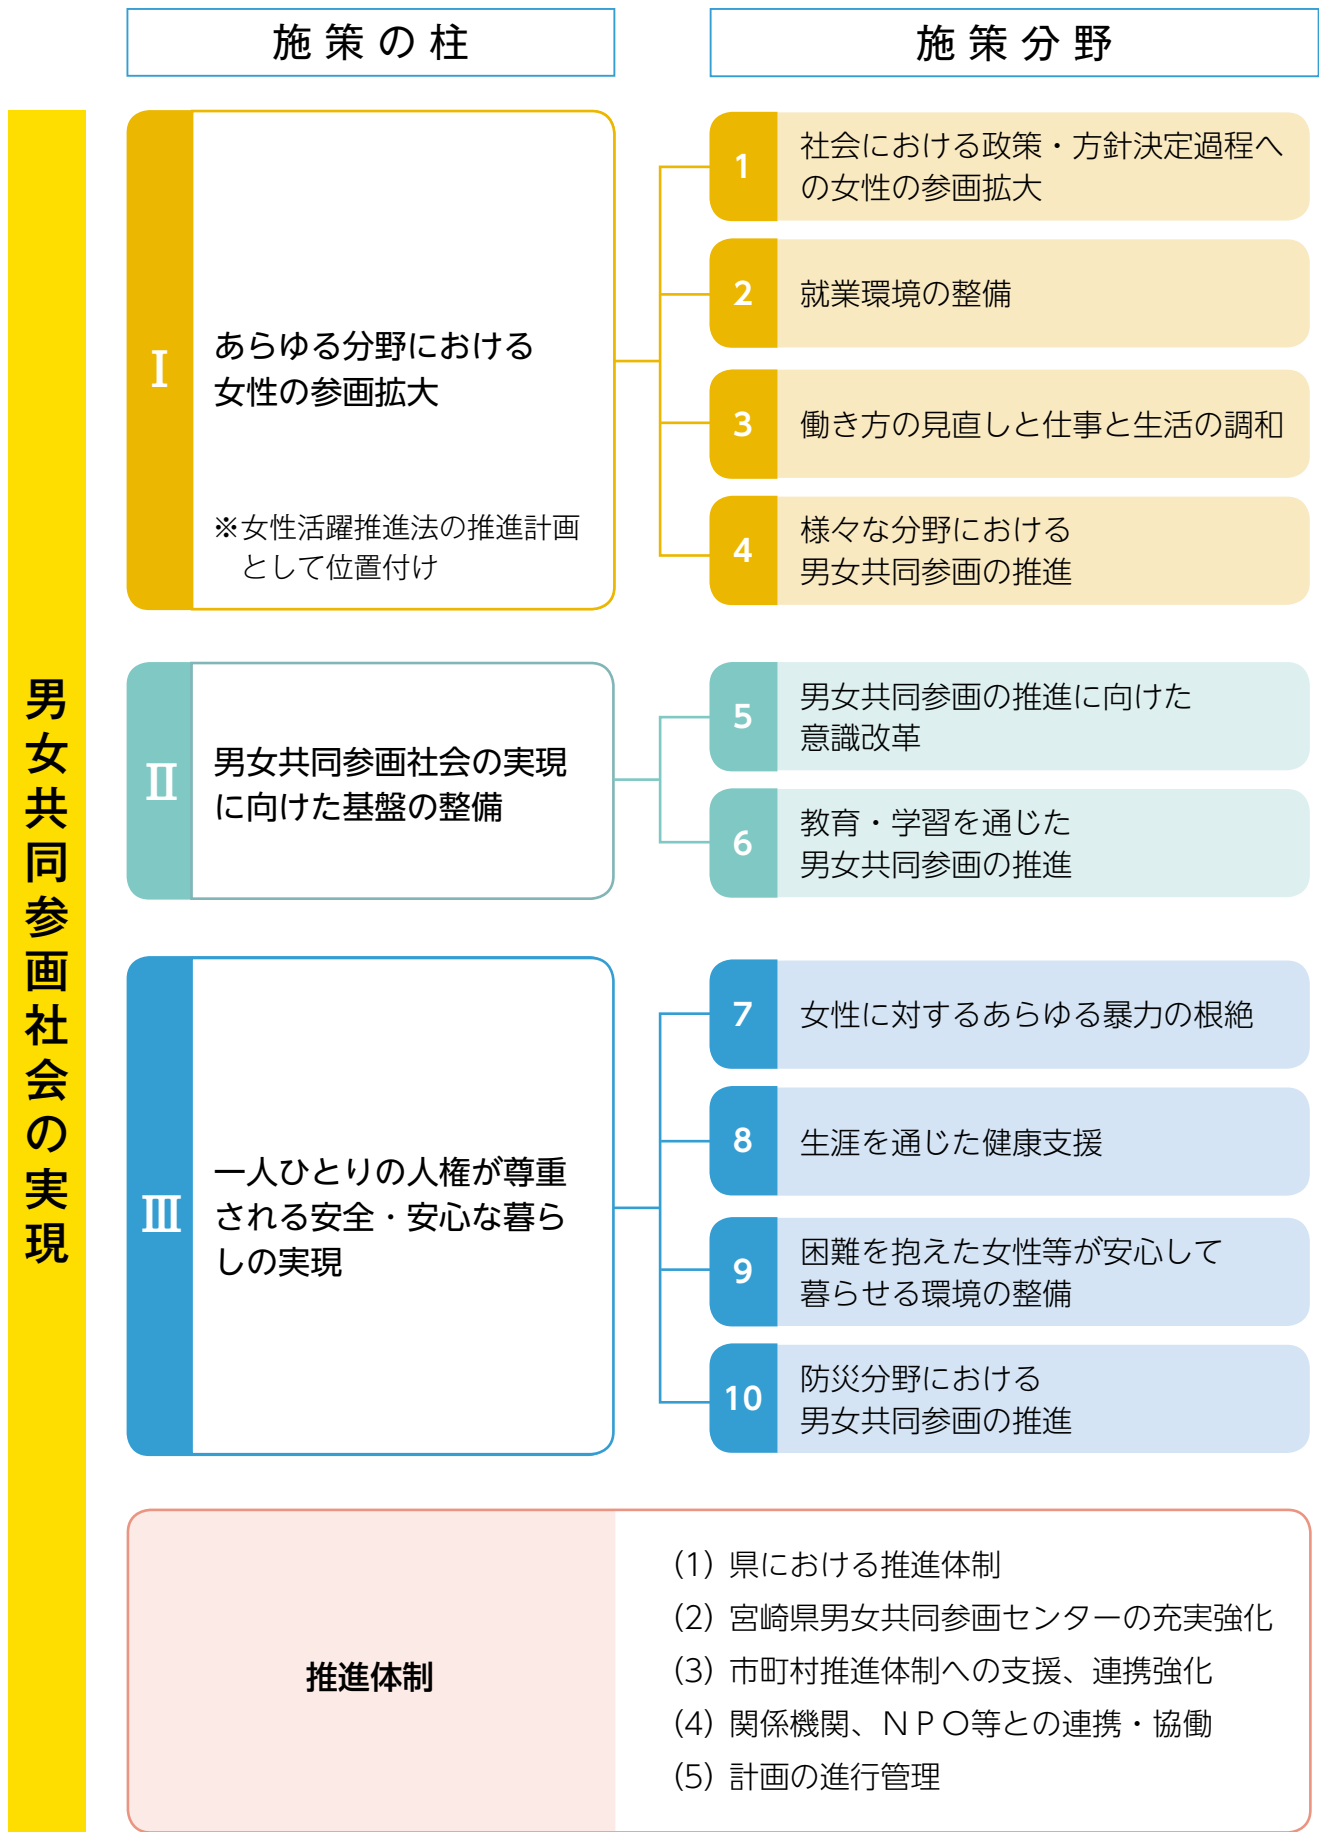 施策の柱
施策分野
男女共同参画社会の実現
Ⅰ
あらゆる分野における
女性の参画拡大
※女性活躍推進法の推進計画
として位置付け
1
社会における政策・方針決定過程へ
の女性の参画拡大
2
就業環境の整備
3
働き方の見直しと仕事と生活の調和
4
様々な分野における
男女共同参画の推進
Ⅱ
男女共同参画社会の実現
に向けた基盤の整備
5
男女共同参画の推進に向けた
意識改革
6
教育・学習を通じた
男女共同参画の推進
Ⅲ
一人ひとりの人権が尊重
される安全・安心な暮ら
しの実現
7
女性に対するあらゆる暴力の根絶
8
生涯を通じた健康支援
9
困難を抱えた女性等が安心して
暮らせる環境の整備
10
防災分野における
男女共同参画の推進
推進体制
(1) 県における推進体制
(2) 宮崎県男女共同参画センターの充実強化
(3) 市町村推進体制への支援、連携強化
(4) 関係機関、ＮＰＯ等との連携・協働
(5) 計画の進行管理